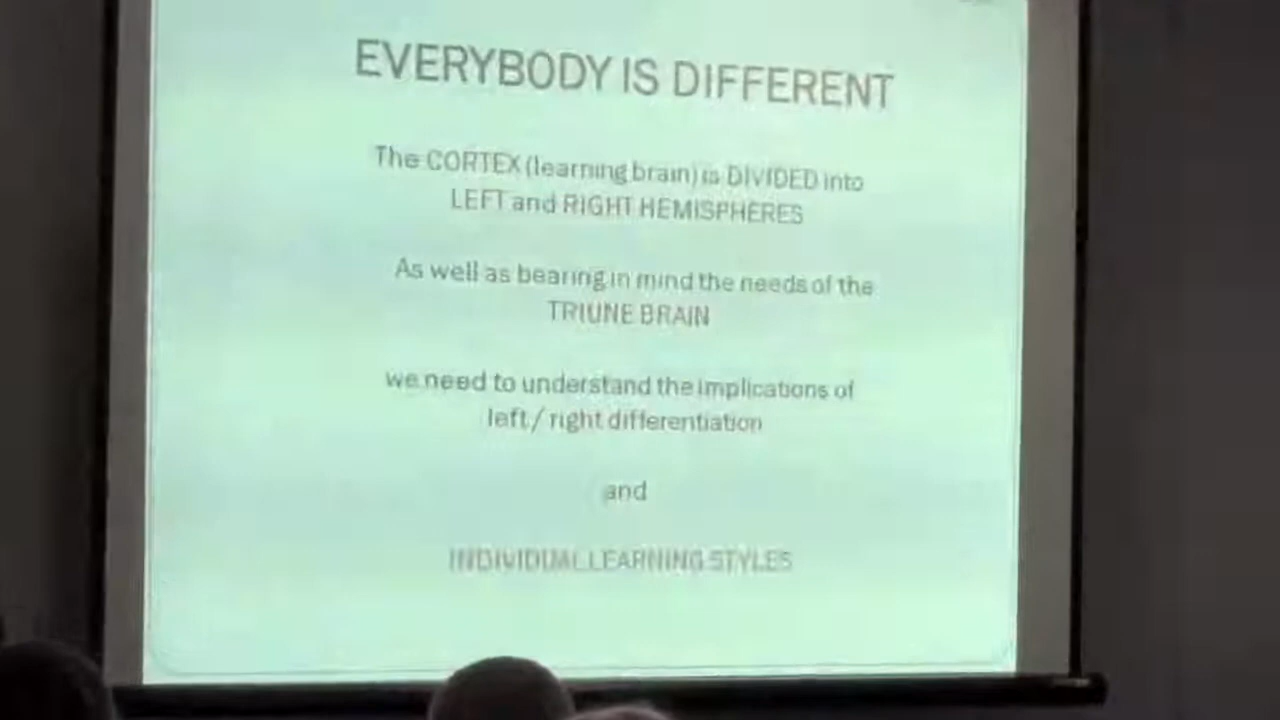 EVERYBODY IS DIFFERENT
The CORTEX (learning brain) is DIVIDED into
LEFT and RIGHT HEMISPHERES
As well as bearing in mind the needs of the
TRIUNE BRAIN
we need to understand the implications of
left / right differentiation
and
INDIVIDUAL LEARNING STYLES